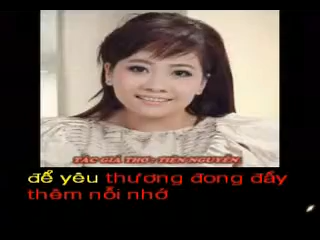 TÁC GIẢ THƠ - TIÊN NGUYỄN
để yêu thương đong đầy
thêm nỗi nhớ